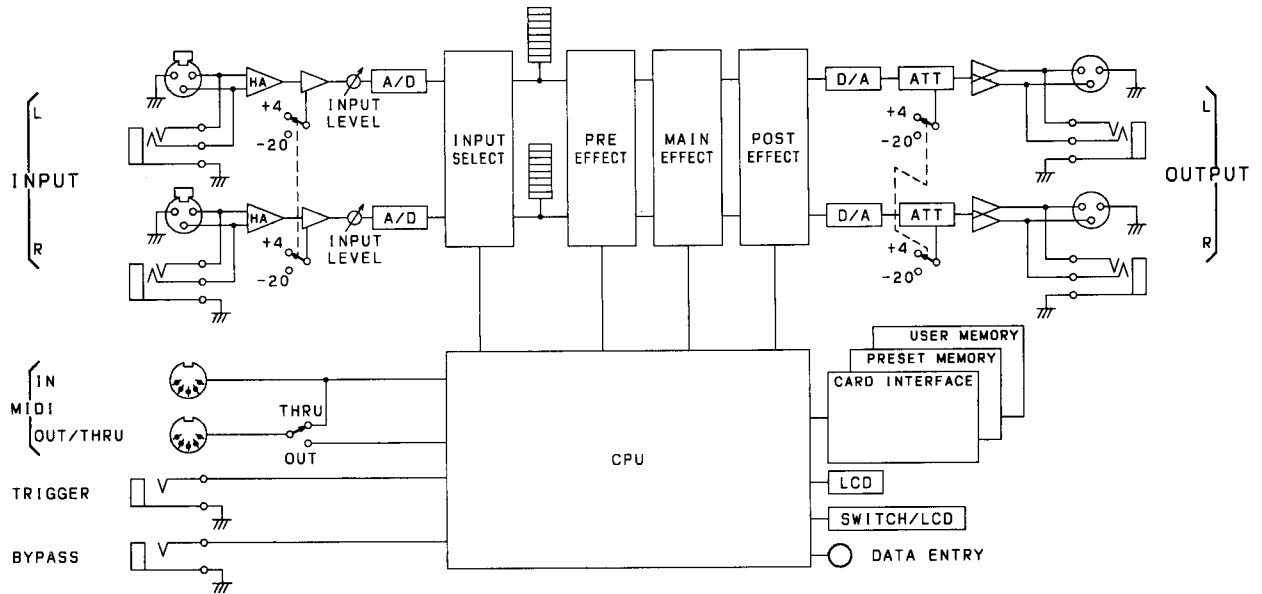 INPUT
L
R
HA
+4
-20°
INPUT
LEVEL
A/D
HA
+4
-20°
INPUT
LEVEL
A/D
INPUT
SELECT
PRE
EFFECT
MAIN
EFFECT
POST
EFFECT
D/A
ATT
+4
-20°
D/A
ATT
+4
-20°
OUTPUT
L
R
MIDI
IN
OUT/THRU
THRU
OUT
TRIGGER
BYPASS
CPU
USER MEMORY
PRESET MEMORY
CARD INTERFACE
LCD
SWITCH/LCD
DATA ENTRY